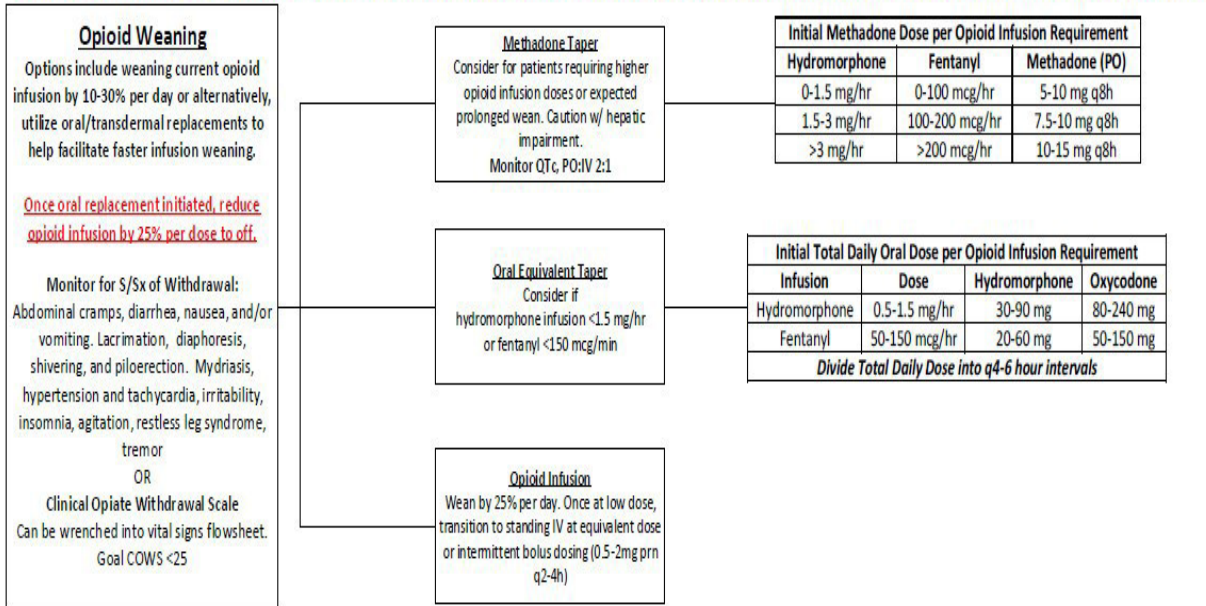 Opioid Weaning
Options include weaning current opioid
infusion by 10-30% per day or alternatively,
utilize oral/transdermal replacements to
help facilitate faster infusion weaning.
Once oral replacement initiated, reduce
opioid infusion by 25% per dose to off.
Monitor for S/Sx of Withdrawal:
Abdominal cramps, diarrhea, nausea, and/or
vomiting. Lacrimation, diaphoresis,
shivering, and piloerection. Mydriasis,
hypertension and tachycardia, irritability,
insomnia, agitation, restless leg syndrome,
tremor
OR
Clinical Opiate Withdrawal Scale
Can be wrenched into vital signs flowsheet.
Goal COWS <25
Methadone Taper
Consider for patients requiring higher
opioid infusion doses or expected
prolonged wean. Caution w/ hepatic
impairment.
Monitor QTc, PO:IV 2:1
Initial Methadone Dose per Opioid Infusion Requirement
Hydromorphone Fentanyl Methadone (PO)
0-1.5 mg/hr 0-100 mcg/hr 5-10 mg q8h
1.5-3 mg/hr 100-200 mcg/hr 7.5-10 mg q8h
>3 mg/hr >200 mcg/hr 10-15 mg q8h
Oral Equivalent Taper
Consider if
hydromorphone infusion <1.5 mg/hr
or fentanyl <150 mcg/min
Initial Total Daily Oral Dose per Opioid Infusion Requirement
Infusion Dose Hydromorphone Oxycodone
Hydromorphone 0.5-1.5 mg/hr 30-90 mg 80-240 mg
Fentanyl 50-150 mcg/hr 20-60 mg 50-150 mg
Divide Total Daily Dose into q4-6 hour intervals
Opioid Infusion
Wean by 25% per day. Once at low dose,
transition to standing IV at equivalent dose
or intermittent bolus dosing (0.5-2mg prn
q2-4h)